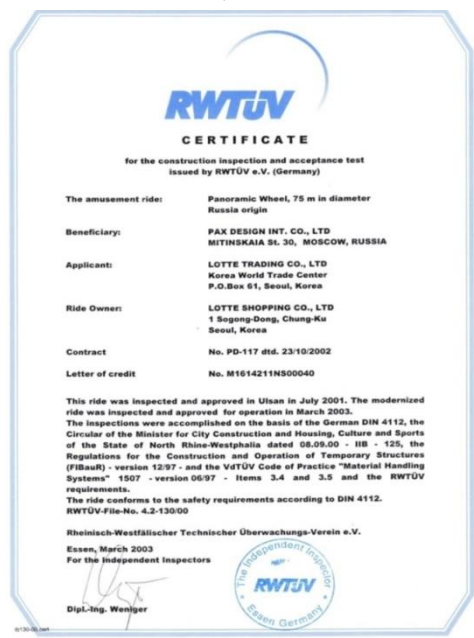 RWTÜV
CERTIFICATE
for the construction inspection and acceptance test
issued by RWTÜV e.V. (Germany)
The amusement ride: Panoramic Wheel, 75 m in diameter
Russia origin
Beneficiary: PAX DESIGN INT. CO., LTD
MITINSKAIA St. 30, MOSCOW, RUSSIA
Applicant: LOTTE TRADING CO., LTD
Korea World Trade Center
P.O.Box 61, Seoul, Korea
Ride Owner: LOTTE SHOPPING CO., LTD
1 Sogong-Dong, Chung-Ku
Seoul, Korea
Contract No. PD-117 dtd. 23/10/2002
Letter of credit No. M1614211NS00040
This ride was inspected and approved in Ulsan in July 2001. The modernized
ride was inspected and approved for operation in March 2003.
The inspections were accomplished on the basis of the German DIN 4112, the
Circular of the Minister for City Construction and Housing, Culture and Sports
of the State of North Rhine-Westphalia dated 08.09.00 - IIB - 125, the
Regulations for the Construction and Operation of Temporary Structures
(FlBauR) - version 12/97 - and the VdTÜV Code of Practice "Material Handling
Systems" 1507 - version 06/97 - Items 3.4 and 3.5 and the RWTÜV
requirements.
The ride conforms to the safety requirements according to DIN 4112.
RWTÜV-File-No. 4.2-130/00
Rheinisch-Westfälischer Technischer Überwachungs-Verein e.V.
Essen, March 2003
For the Independent Inspectors
The Independent Inspector
RWTÜV
Essen Germany
Dipl.-Ing. Weniger